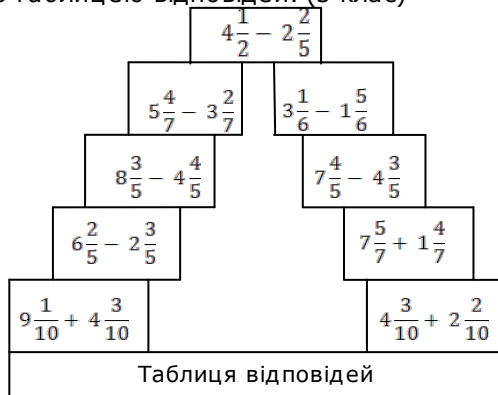 з таблицею відповідей. (5 клас)
4 1/2 − 2 2/5
5 4/7 − 3 2/7
3 1/6 − 1 5/6
8 3/5 − 4 4/5
7 4/5 − 4 3/5
6 2/5 − 2 3/5
7 5/7 + 1 4/7
9 1/10 + 4 3/10
4 3/10 + 2 2/10
Таблиця відповідей